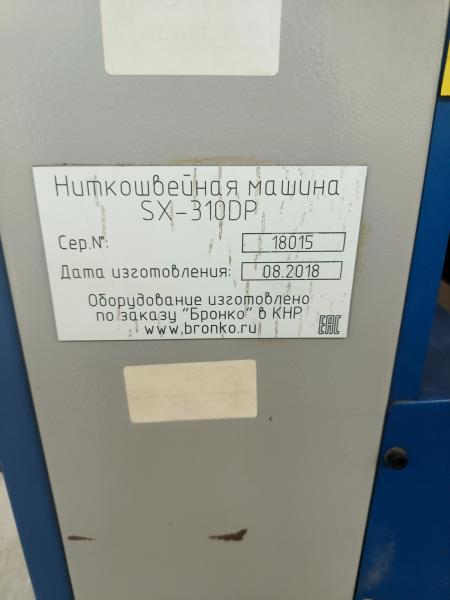 Ниткошвейная машина
SX-310DP
Сер.№: 18015
Дата изготовления: 08.2018
Оборудование изготовлено
по заказу "Бронко" в КНР
www.bronko.ru
EAC